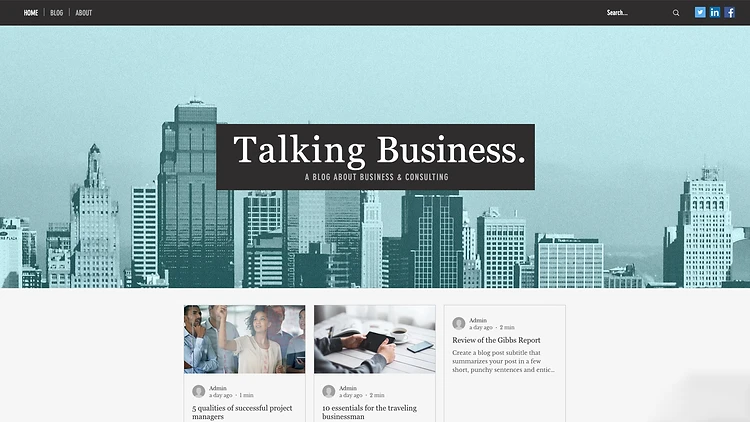 HOME
BLOG
ABOUT
Search...
in
f
Talking Business.
A BLOG ABOUT BUSINESS & CONSULTING
Admin
a day ago · 1 min
5 qualities of successful project
managers
Admin
a day ago · 2 min
10 essentials for the traveling
businessman
Admin
a day ago · 2 min
Review of the Gibbs Report
Create a blog post subtitle that
summarizes your post in a few
short, punchy sentences and entic...